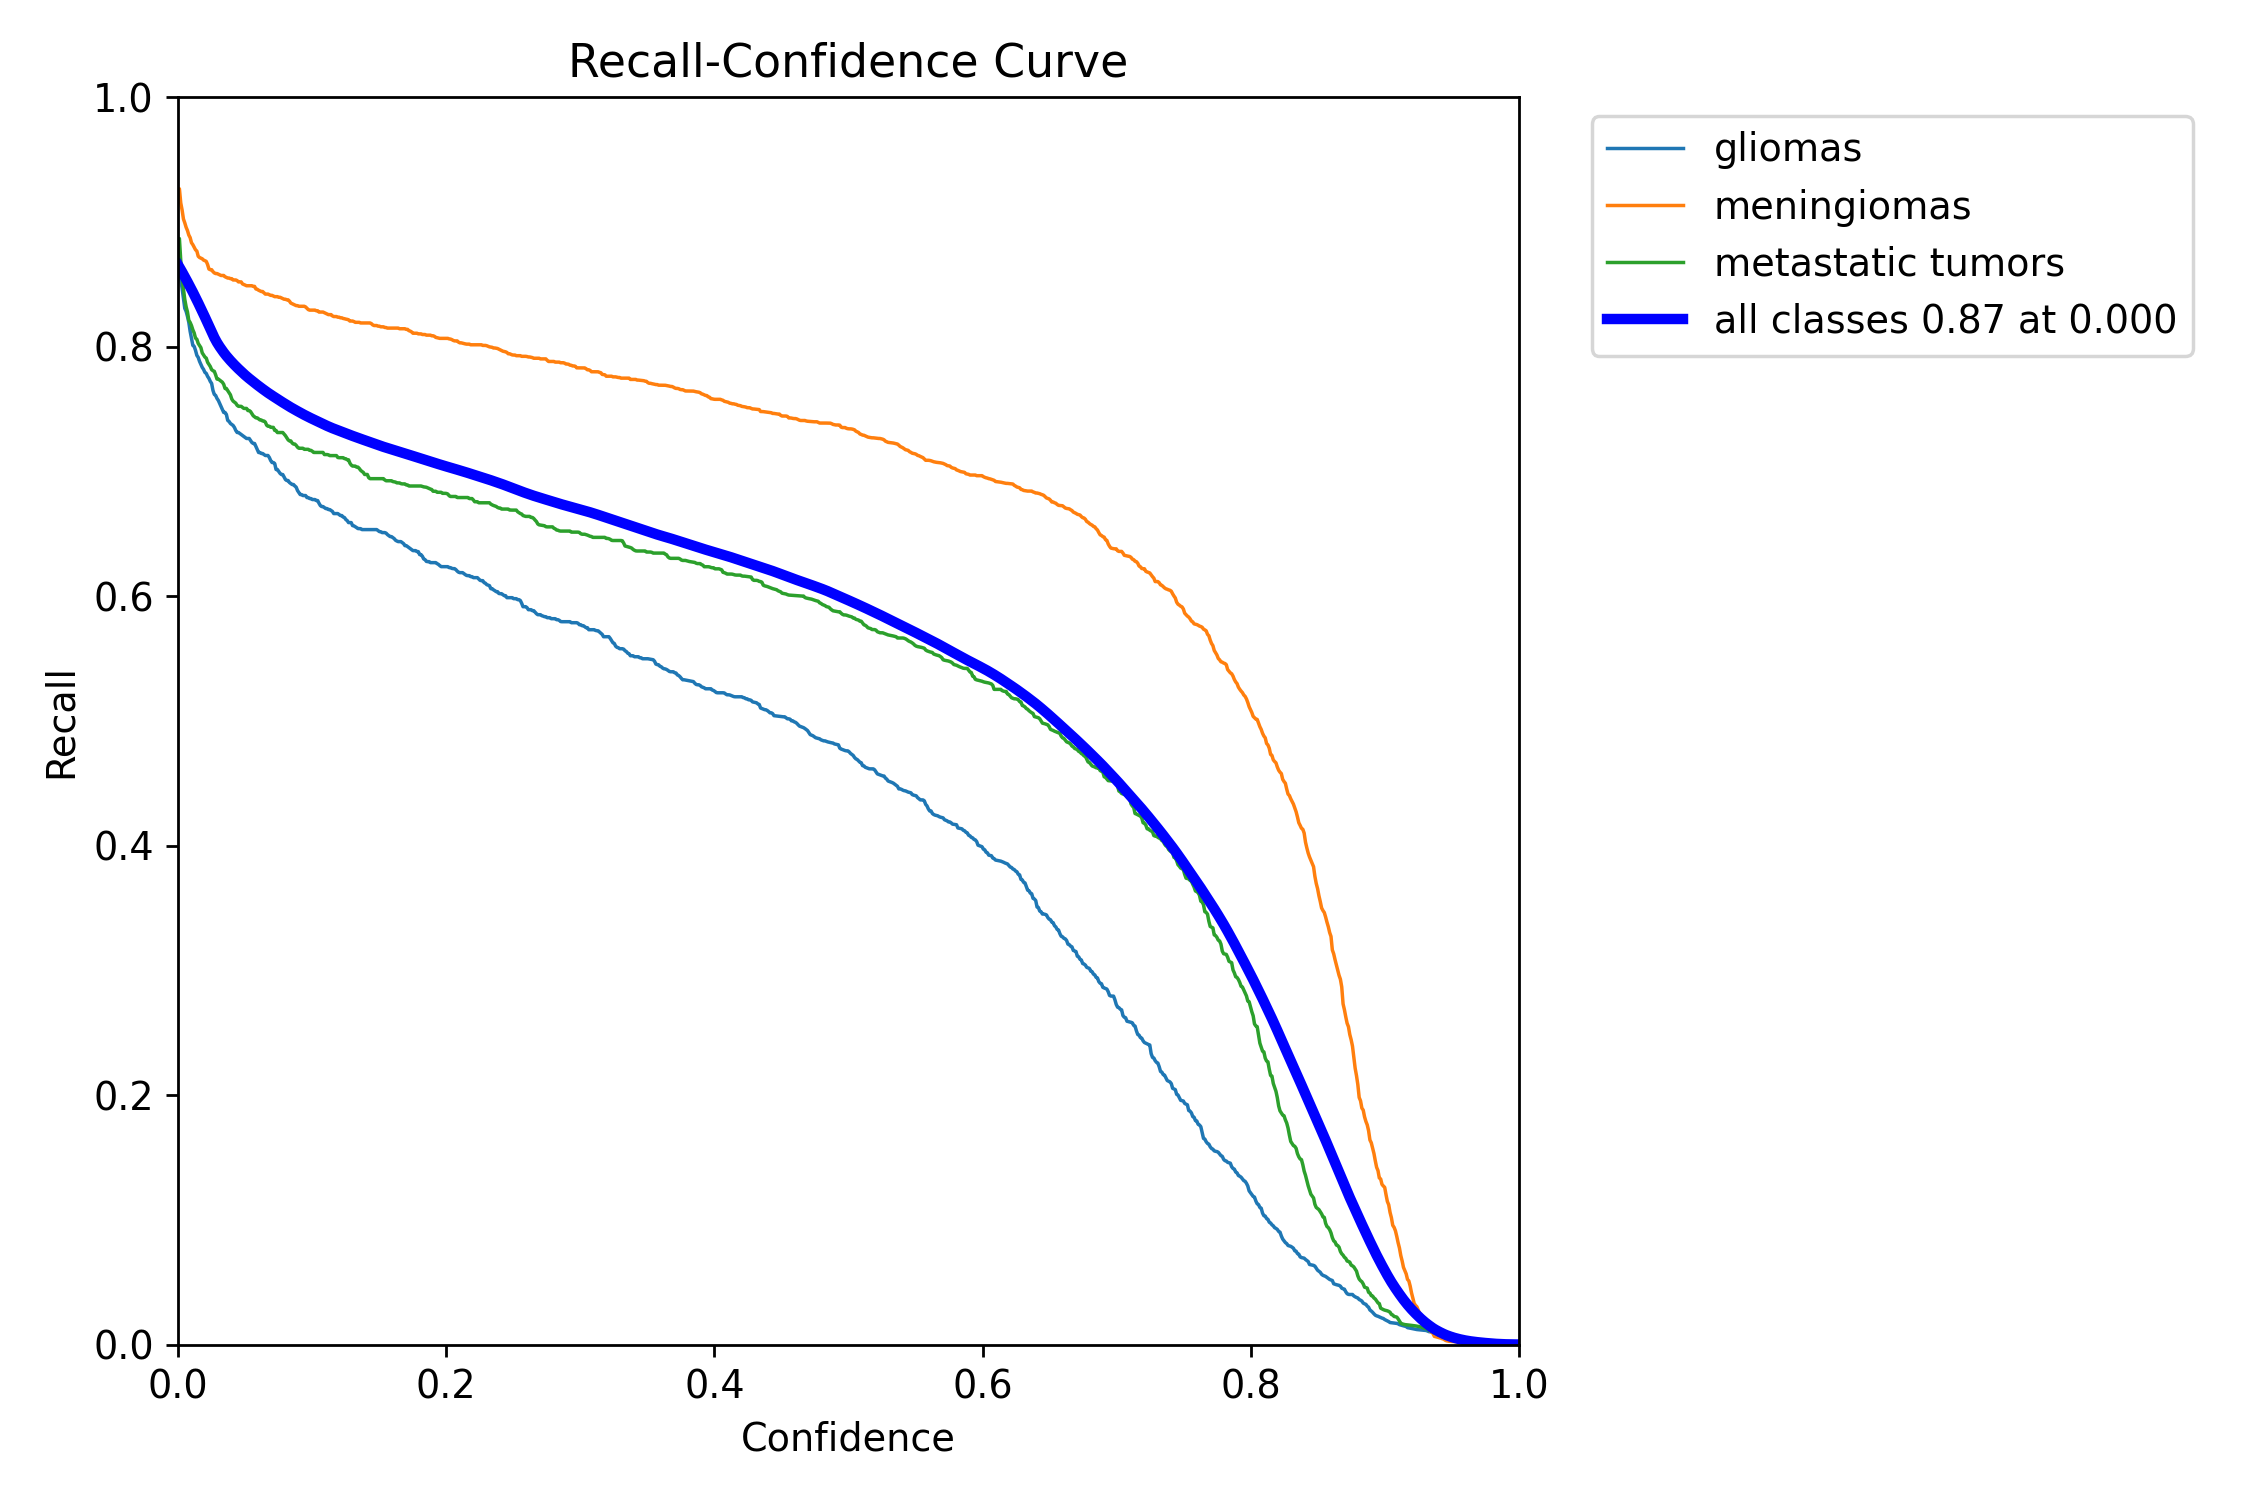 Recall-Confidence Curve
1.0
0.8
0.6
0.4
0.2
0.0
Recall
0.0 0.2 0.4 0.6 0.8 1.0
Confidence
gliomas
meningiomas
metastatic tumors
all classes 0.87 at 0.000